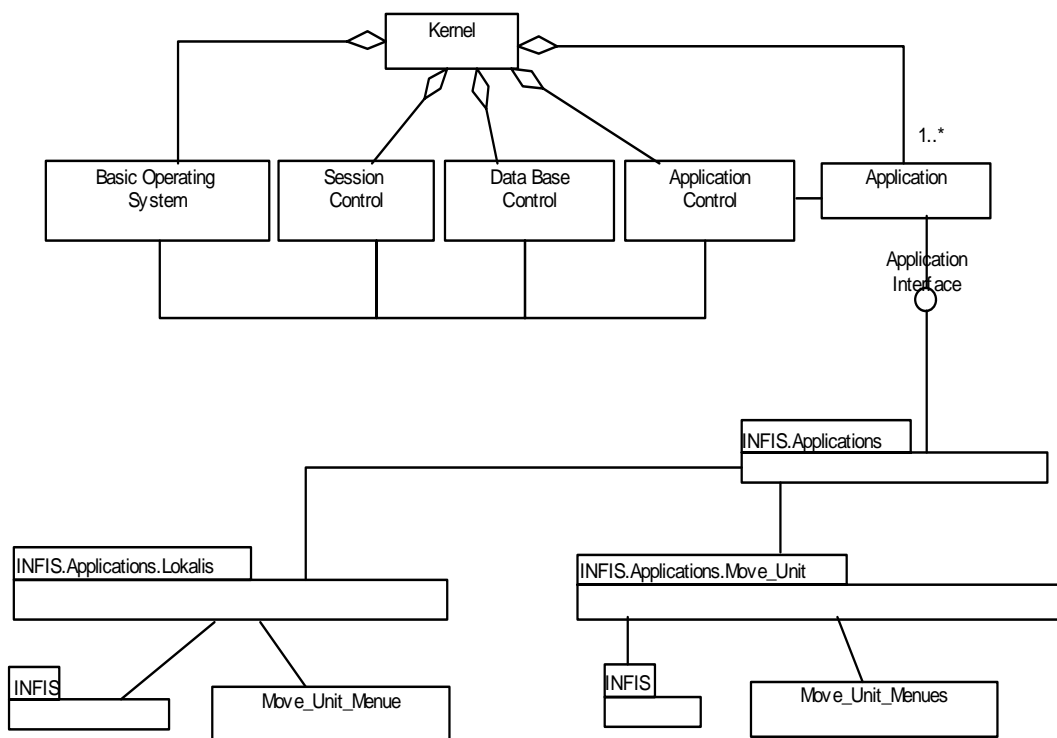 Kernel
1..*
Basic Operating
System
Session
Control
Data Base
Control
Application
Control
Application
Application
Interface
INFIS.Applications
INFIS.Applications.Lokalis
INFIS.Applications.Move_Unit
INFIS
Move_Unit_Menue
INFIS
Move_Unit_Menues